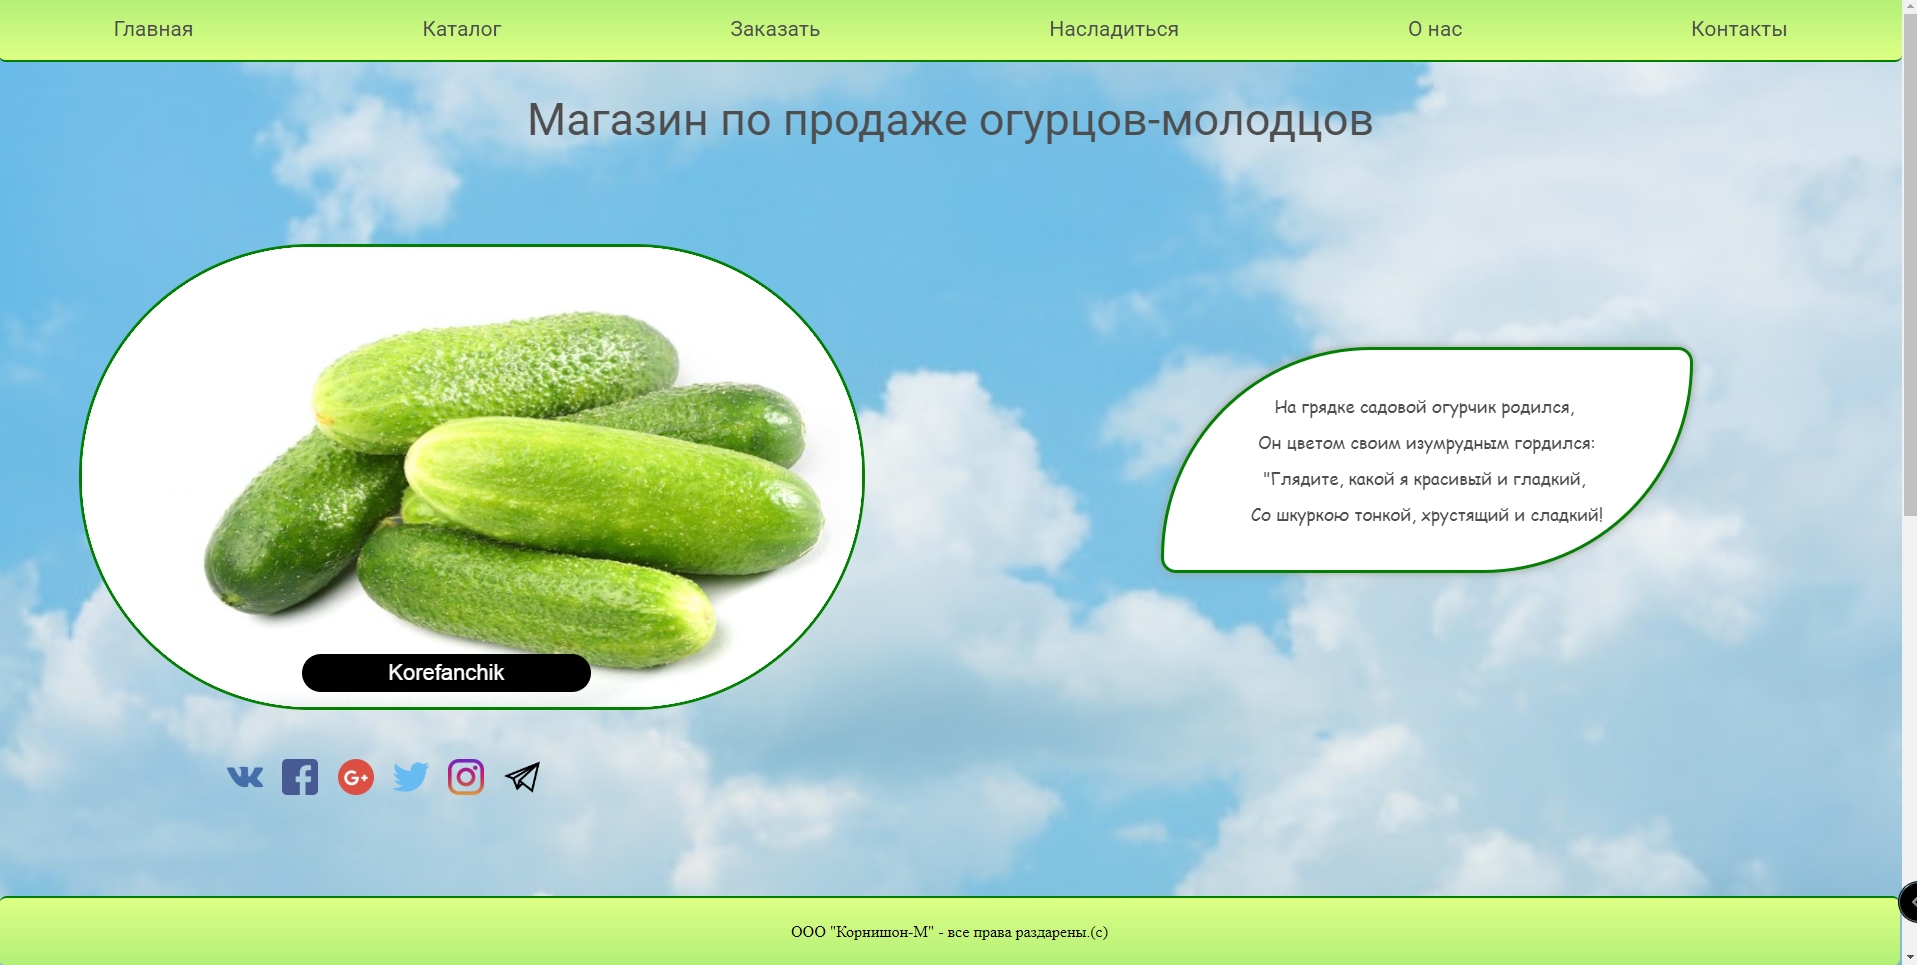 Главная Каталог Заказать Насладиться О нас Контакты
Магазин по продаже огурцов-молодцов
На грядке садовой огурчик родился,
Он цветом своим изумрудным гордился:
"Глядите, какой я красивый и гладкий,
Со шкуркою тонкой, хрустящий и сладкий!
Korefanchik
ООО "Корнишон-М" - все права раздарены.(с)